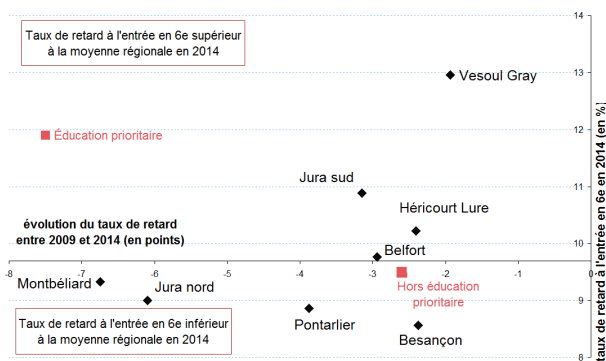 Taux de retard à l'entrée en 6e supérieur
à la moyenne régionale en 2014
14
13
12
11
10
9
8
Vesoul Gray
Éducation prioritaire
Jura sud
Héricourt Lure
évolution du taux de retard
entre 2009 et 2014 (en points)
Belfort
-8
-7
-6
-5
-4
-3
-2
-1
Montbéliard
Jura nord
Hors éducation
prioritaire
Taux de retard à l'entrée en 6e inférieur
à la moyenne régionale en 2014
Pontarlier
Besançon
taux de retard à l'entrée en 6e en 2014 (en %)